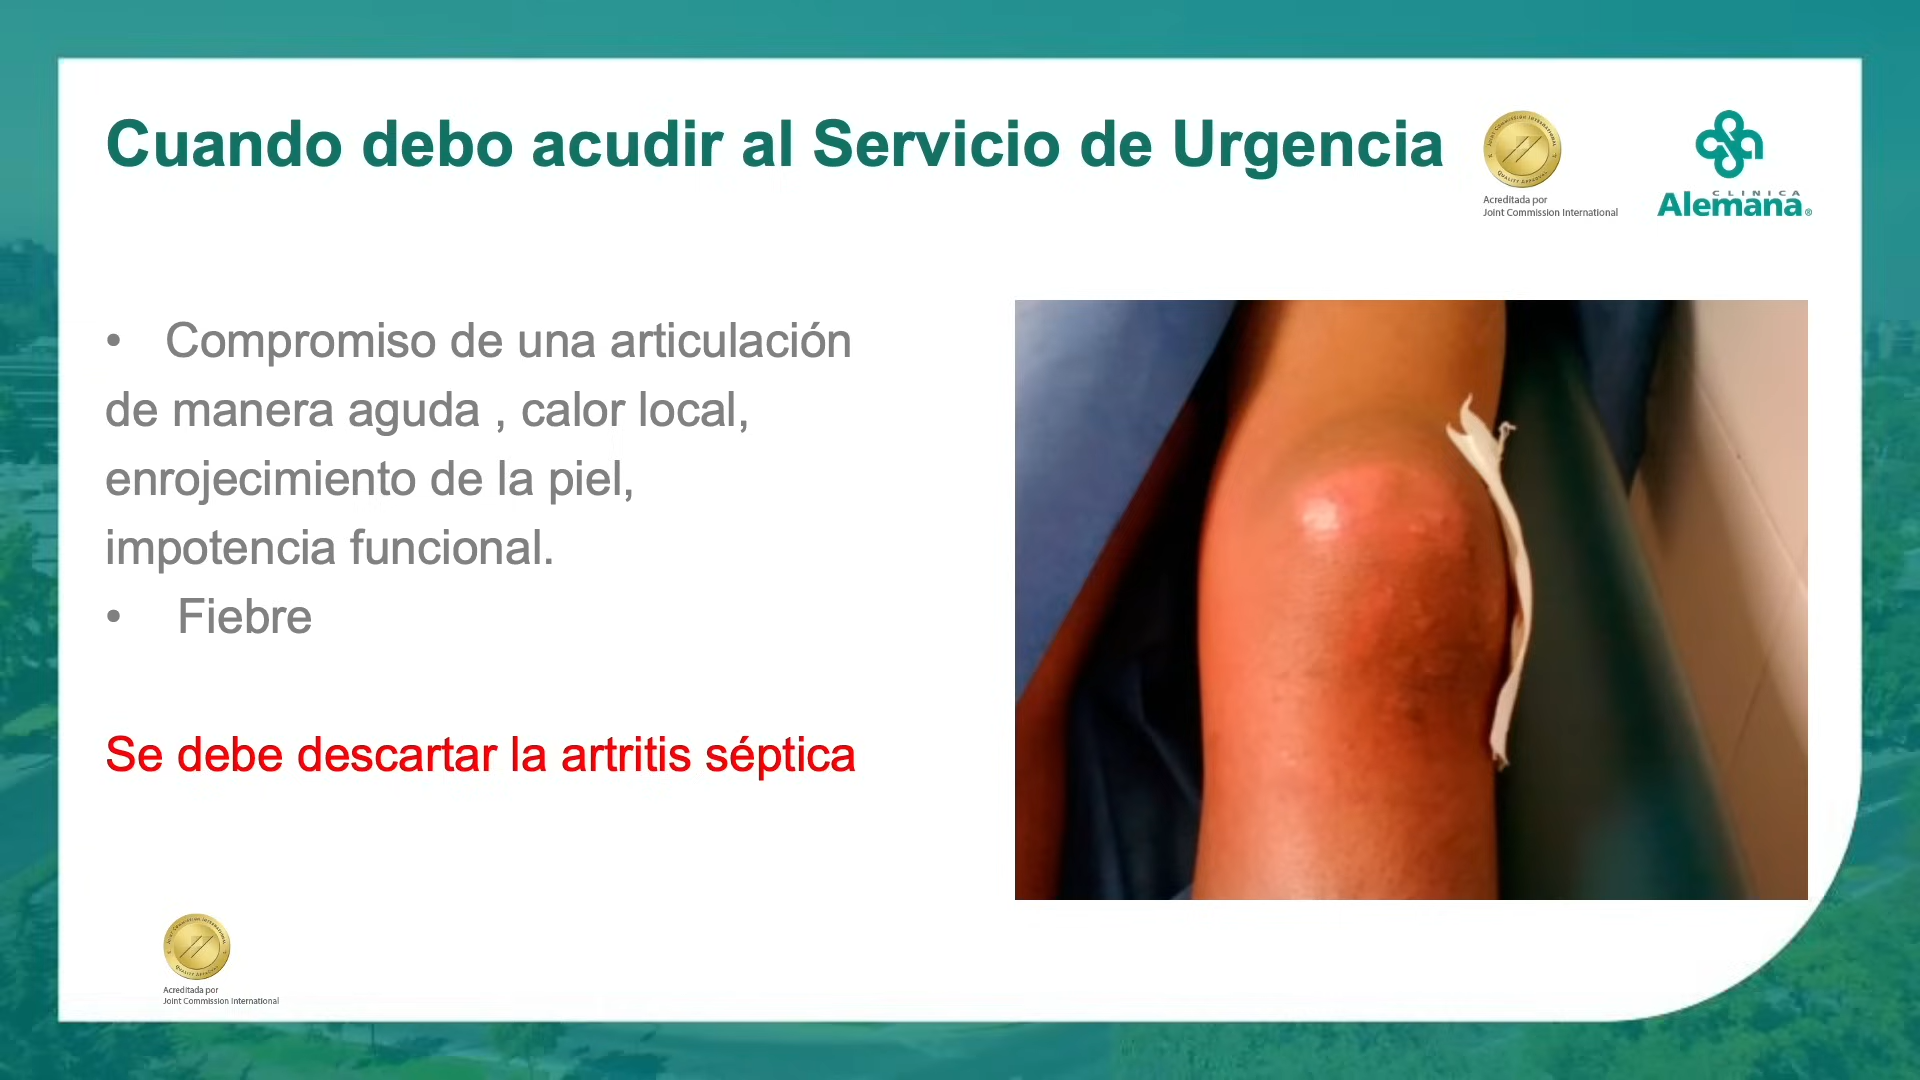 Cuando debo acudir al Servicio de Urgencia
Acreditada por
Joint Commission International
CLINICA
Alemana®
• Compromiso de una articulación
de manera aguda , calor local,
enrojecimiento de la piel,
impotencia funcional.
• Fiebre
Se debe descartar la artritis séptica
Acreditada por
Joint Commission International